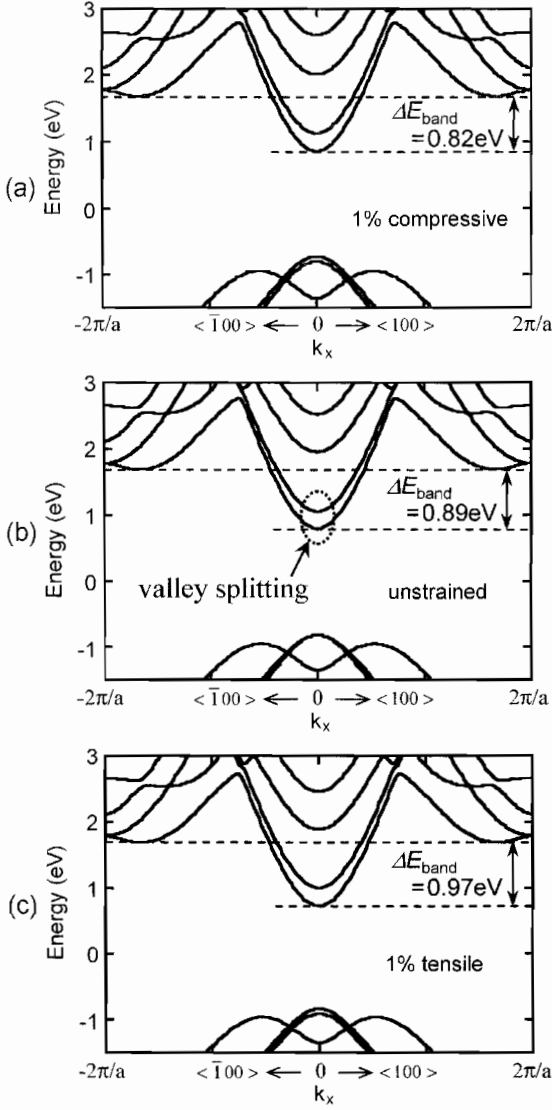 3
2
1
0
-1
Energy (eV)
(a)
ΔE_band
=0.82eV
1% compressive
-2π/a
< 1̄00 > ← 0 → < 100 >
2π/a
k_x
3
2
1
0
-1
Energy (eV)
(b)
ΔE_band
=0.89eV
valley splitting
unstrained
-2π/a
< 1̄00 > ← 0 → < 100 >
2π/a
k_x
3
2
1
0
-1
Energy (eV)
(c)
ΔE_band
=0.97eV
1% tensile
-2π/a
< 1̄00 > ← 0 → < 100 >
2π/a
k_x